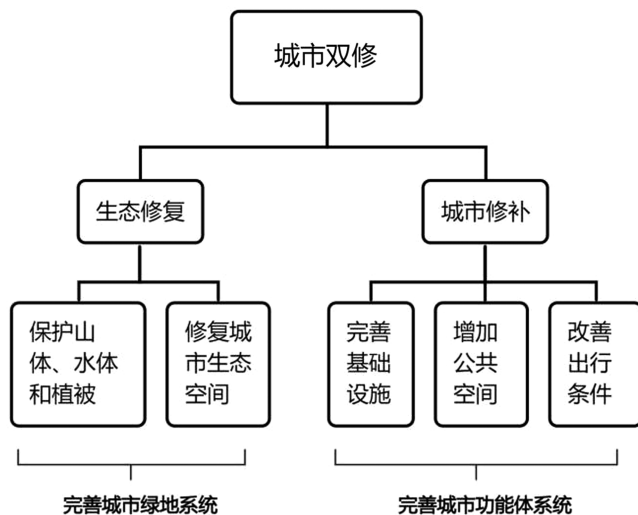 城市双修
生态修复
城市修补
保护山
体、水体
和植被
修复城
市生态
空间
完善
基础
设施
增加
公共
空间
改善
出行
条件
完善城市绿地系统
完善城市功能体系统